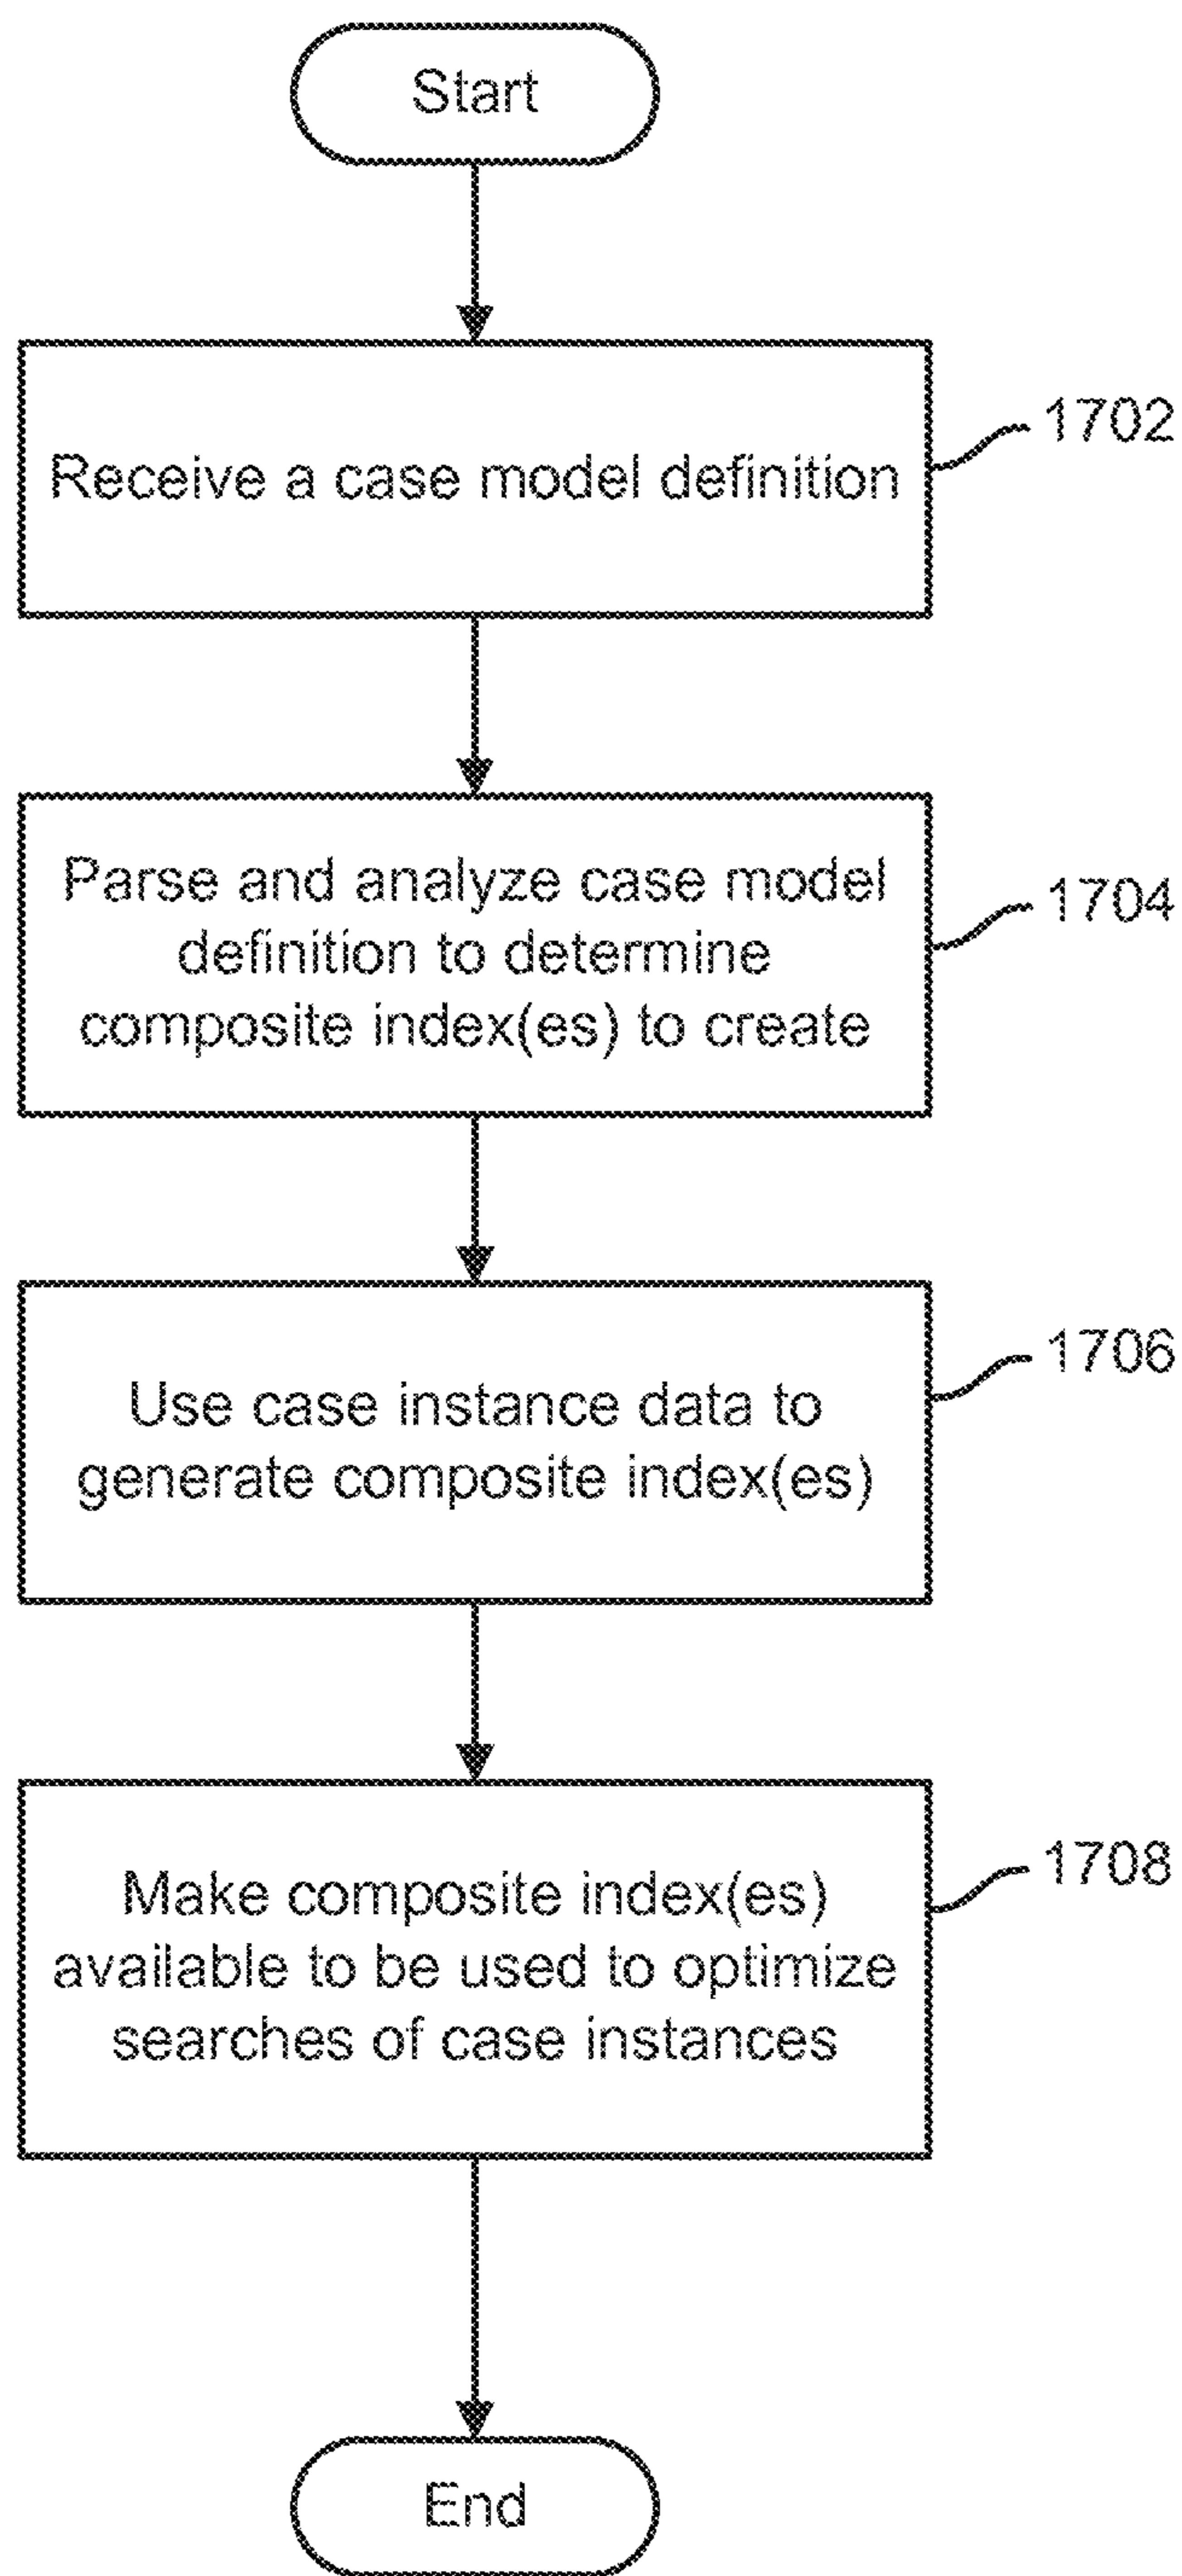 Start
Receive a case model definition
1702
Parse and analyze case model
definition to determine
composite index(es) to create
1704
Use case instance data to
generate composite index(es)
1706
Make composite index(es)
available to be used to optimize
searches of case instances
1708
End